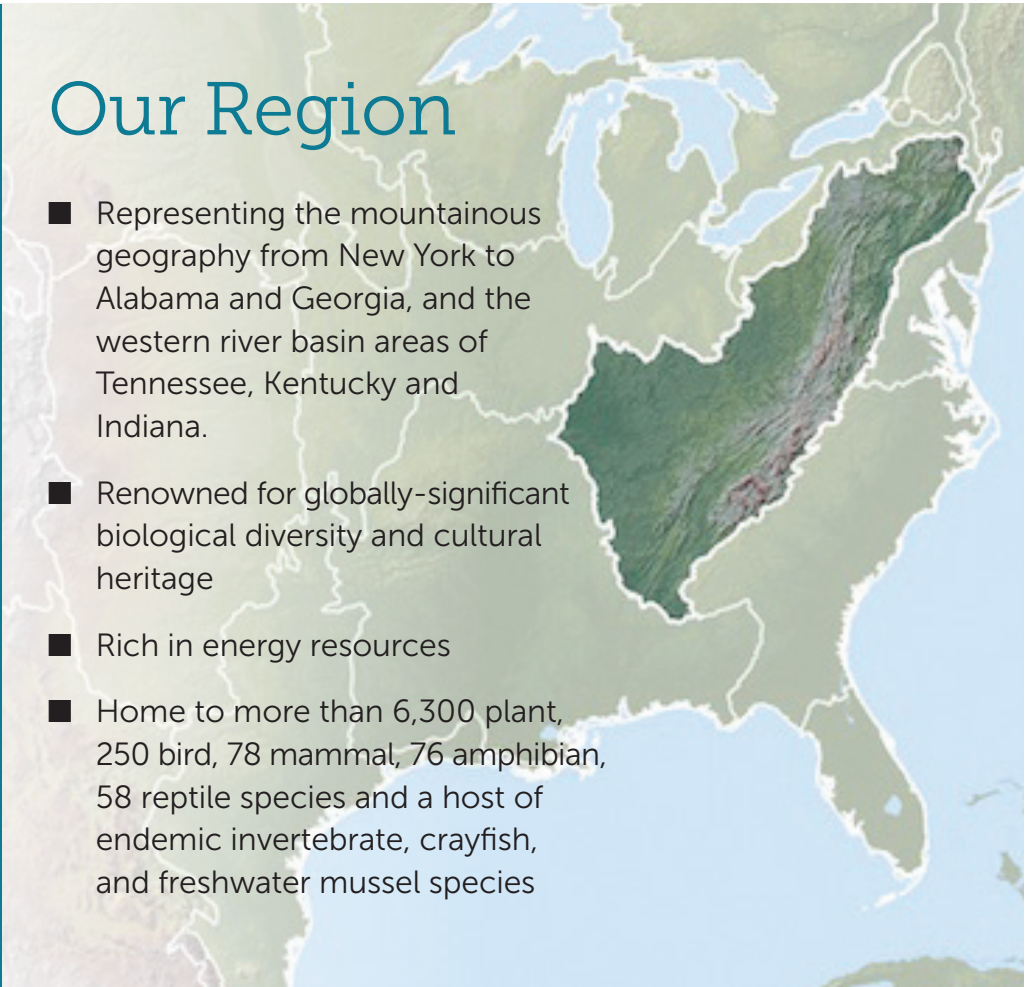 Our Region
■ Representing the mountainous
geography from New York to
Alabama and Georgia, and the
western river basin areas of
Tennessee, Kentucky and
Indiana.
■ Renowned for globally-significant
biological diversity and cultural
heritage
■ Rich in energy resources
■ Home to more than 6,300 plant,
250 bird, 78 mammal, 76 amphibian,
58 reptile species and a host of
endemic invertebrate, crayfish,
and freshwater mussel species